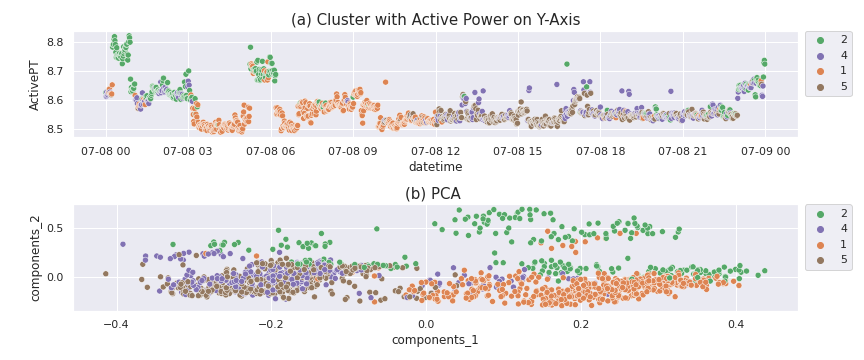 (a) Cluster with Active Power on Y-Axis
8.8
8.7
8.6
8.5
ActivePT
07-08 00 07-08 03 07-08 06 07-08 09 07-08 12 07-08 15 07-08 18 07-08 21 07-09 00
datetime
2
4
1
5
(b) PCA
0.5
0.0
components_2
−0.4 −0.2 0.0 0.2 0.4
components_1
2
4
1
5